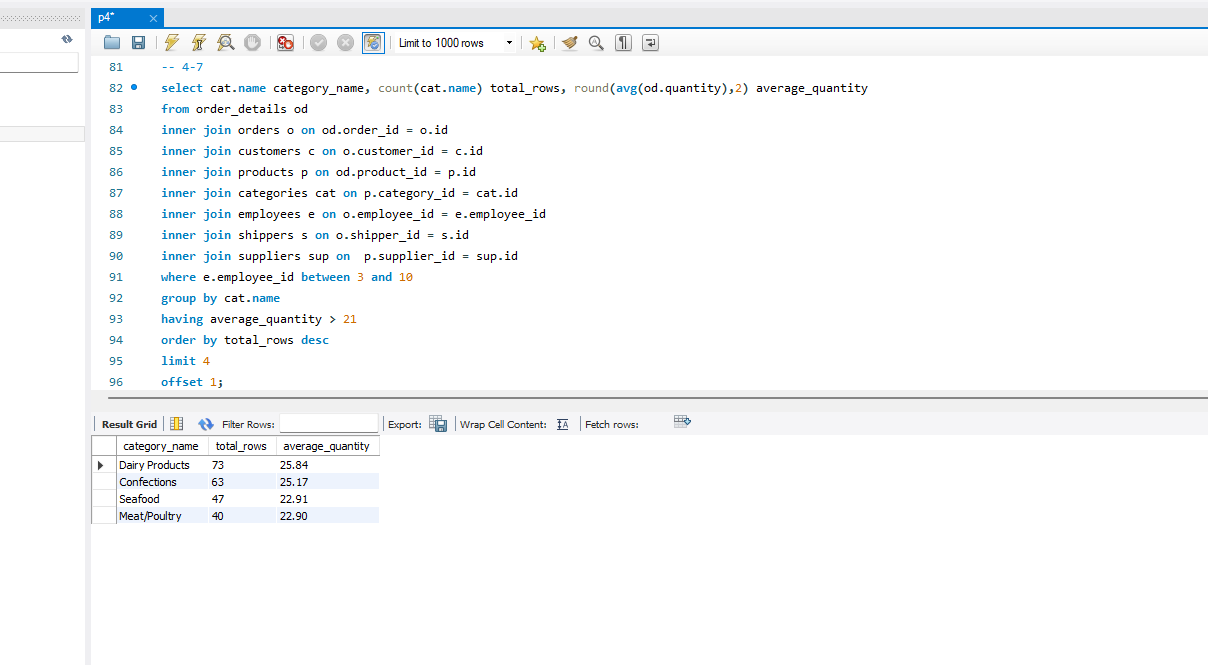 p4*
Limit to 1000 rows
81 -- 4-7
82 select cat.name category_name, count(cat.name) total_rows, round(avg(od.quantity),2) average_quantity
83 from order_details od
84 inner join orders o on od.order_id = o.id
85 inner join customers c on o.customer_id = c.id
86 inner join products p on od.product_id = p.id
87 inner join categories cat on p.category_id = cat.id
88 inner join employees e on o.employee_id = e.employee_id
89 inner join shippers s on o.shipper_id = s.id
90 inner join suppliers sup on  p.supplier_id = sup.id
91 where e.employee_id between 3 and 10
92 group by cat.name
93 having average_quantity > 21
94 order by total_rows desc
95 limit 4
96 offset 1;
Result Grid Filter Rows: Export: Wrap Cell Content: IA Fetch rows:
category_name total_rows average_quantity
Dairy Products 73 25.84
Confections 63 25.17
Seafood 47 22.91
Meat/Poultry 40 22.90